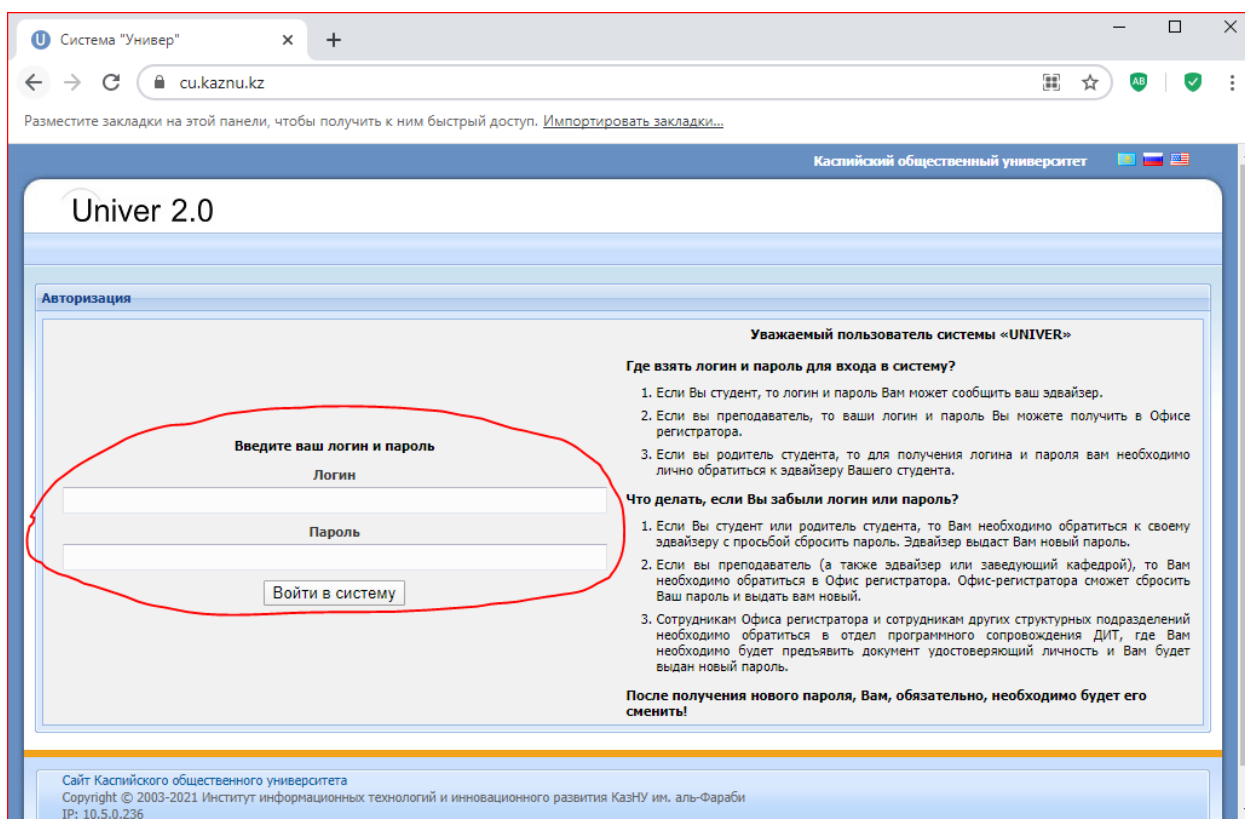 Система "Универ"
cu.kaznu.kz
AB
Разместите закладки на этой панели, чтобы получить к ним быстрый доступ. Импортировать закладки...
Каспийский общественный университет
Univer 2.0
Авторизация
Введите ваш логин и пароль
Логин
Пароль
Войти в систему
Уважаемый пользователь системы «UNIVER»
Где взять логин и пароль для входа в систему?
1. Если Вы студент, то логин и пароль Вам может сообщить ваш эдвайзер.
2. Если вы преподаватель, то ваши логин и пароль Вы можете получить в Офисе
регистратора.
3. Если вы родитель студента, то для получения логина и пароля вам необходимо
лично обратиться к эдвайзеру Вашего студента.
Что делать, если Вы забыли логин или пароль?
1. Если Вы студент или родитель студента, то Вам необходимо обратиться к своему
эдвайзеру с просьбой сбросить пароль. Эдвайзер выдаст Вам новый пароль.
2. Если вы преподаватель (а также эдвайзер или заведующий кафедрой), то Вам
необходимо обратиться в Офис регистратора. Офис-регистратора сможет сбросить
Ваш пароль и выдать вам новый.
3. Сотрудникам Офиса регистратора и сотрудникам других структурных подразделений
необходимо обратиться в отдел программного сопровождения ДИТ, где Вам
необходимо будет предъявить документ удостоверяющий личность и Вам будет
выдан новый пароль.
После получения нового пароля, Вам, обязательно, необходимо будет его
сменить!
Сайт Каспийского общественного университета
Copyright © 2003-2021 Институт информационных технологий и инновационного развития КазНУ им. аль-Фараби
IP: 10.5.0.236